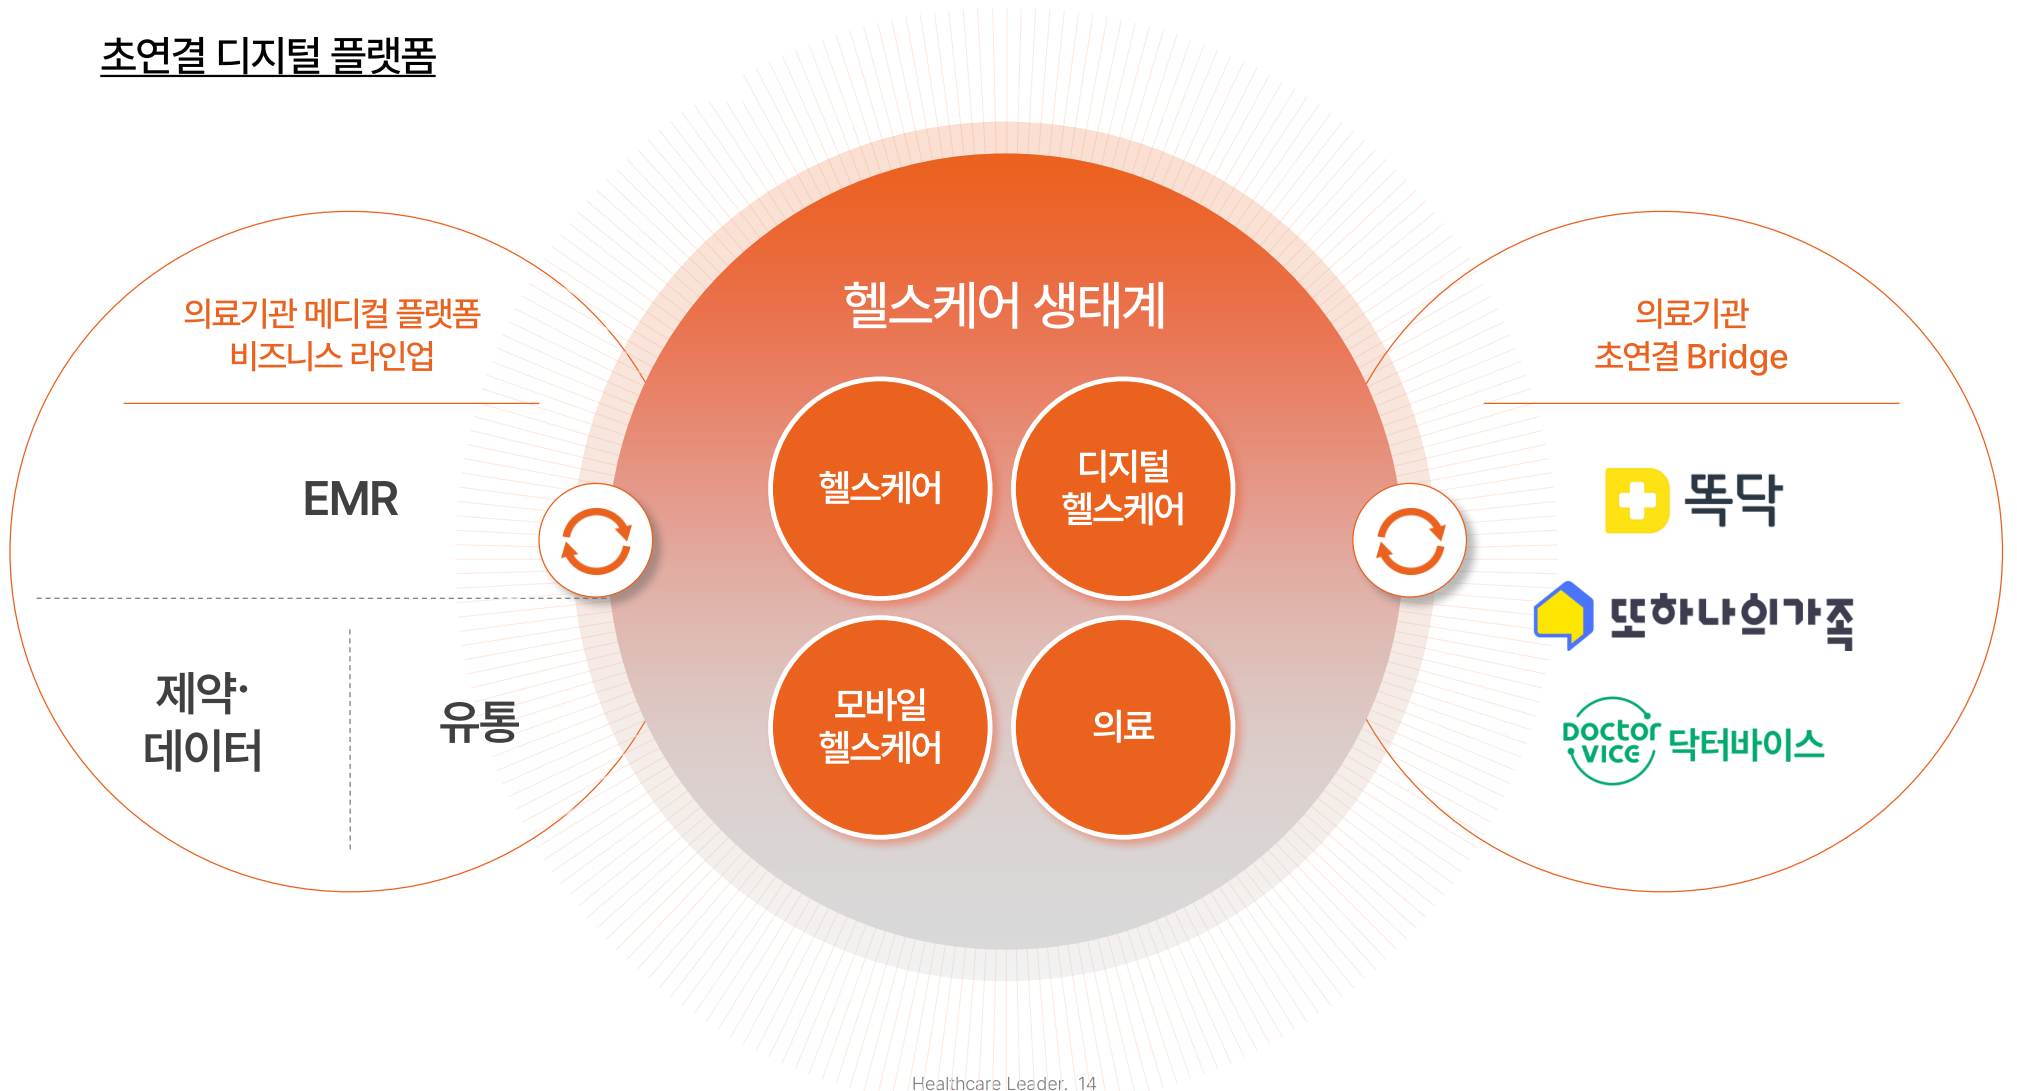 초연결 디지털 플랫폼
의료기관 메디컬 플랫폼
비즈니스 라인업
EMR
제약·
데이터
유통
헬스케어 생태계
헬스케어
디지털
헬스케어
모바일
헬스케어
의료
의료기관
초연결 Bridge
똑닥
또하나의가족
DOCTOR
VICE
닥터바이스
Healthcare Leader. 14